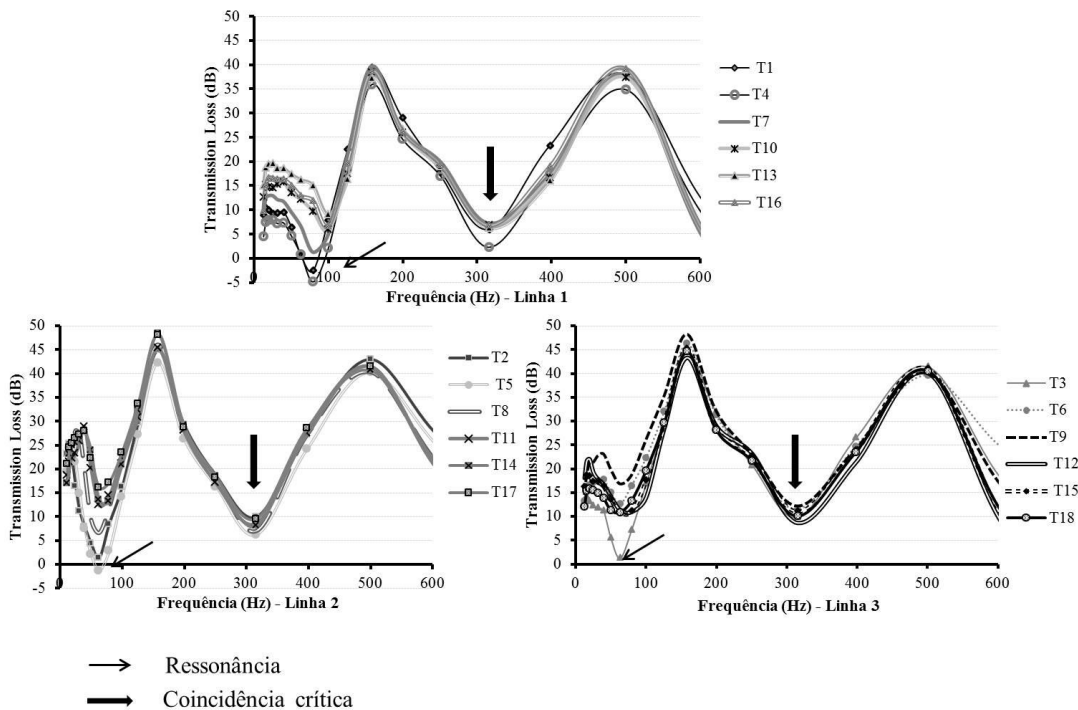 Transmission Loss (dB)
50
45
40
35
30
25
20
15
10
5
0
-5
0
100
200
300
400
500
600
Frequência (Hz) - Linha 1
T1
T4
T7
T10
T13
T16
Transmission Loss (dB)
50
45
40
35
30
25
20
15
10
5
0
-5
0
100
200
300
400
500
600
Frequência (Hz) - Linha 2
T2
T5
T8
T11
T14
T17
Transmission Loss (dB)
50
45
40
35
30
25
20
15
10
5
0
-5
0
100
200
300
400
500
600
Frequência (Hz) - Linha 3
T3
T6
T9
T12
T15
T18
Ressonância
Coincidência crítica